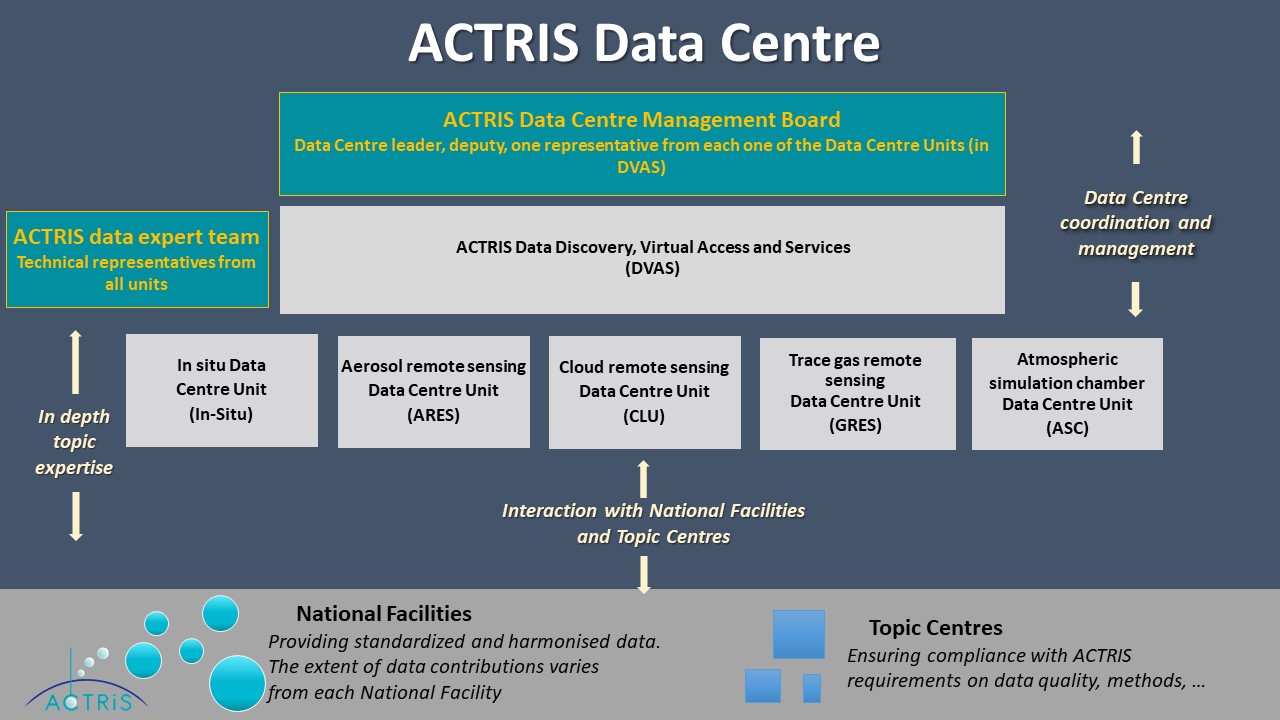 ACTRIS Data Centre
ACTRIS Data Centre Management Board
Data Centre leader, deputy, one representative from each one of the Data Centre Units (in
DVAS)
Data Centre
coordination and
management
ACTRIS data expert team
Technical representatives from
all units
ACTRIS Data Discovery, Virtual Access and Services
(DVAS)
In situ Data
Centre Unit
(In-Situ)
Aerosol remote sensing
Data Centre Unit
(ARES)
Cloud remote sensing
Data Centre Unit
(CLU)
Trace gas remote
sensing
Data Centre Unit
(GRES)
Atmospheric
simulation chamber
Data Centre Unit
(ASC)
In depth
topic
expertise
Interaction with National Facilities
and Topic Centres
National Facilities
Providing standardized and harmonised data.
The extent of data contributions varies
from each National Facility
Topic Centres
Ensuring compliance with ACTRIS
requirements on data quality, methods, ...
ACTRiS